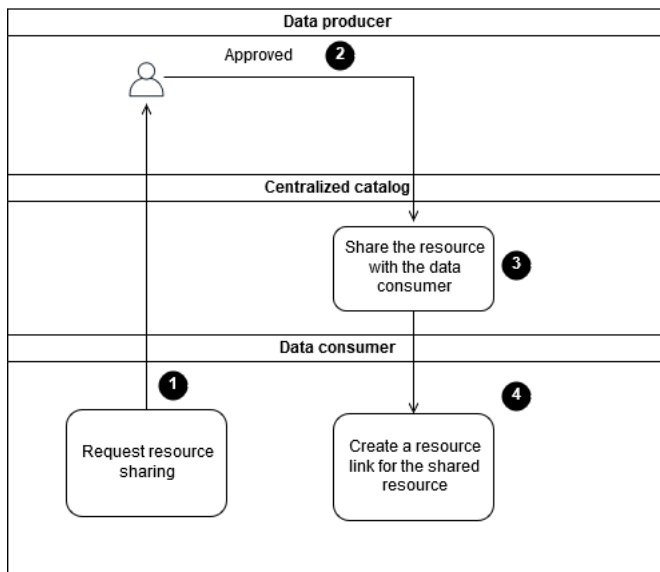 Data producer
Approved
2
Centralized catalog
Share the resource
with the data
consumer
3
Data consumer
1
Request resource
sharing
4
Create a resource
link for the shared
resource